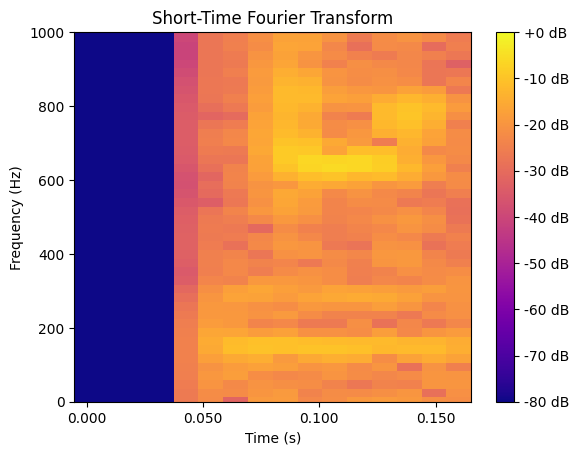 Short-Time Fourier Transform
Frequency (Hz)
1000
800
600
400
200
0
0.000
0.050
0.100
0.150
Time (s)
+0 dB
-10 dB
-20 dB
-30 dB
-40 dB
-50 dB
-60 dB
-70 dB
-80 dB